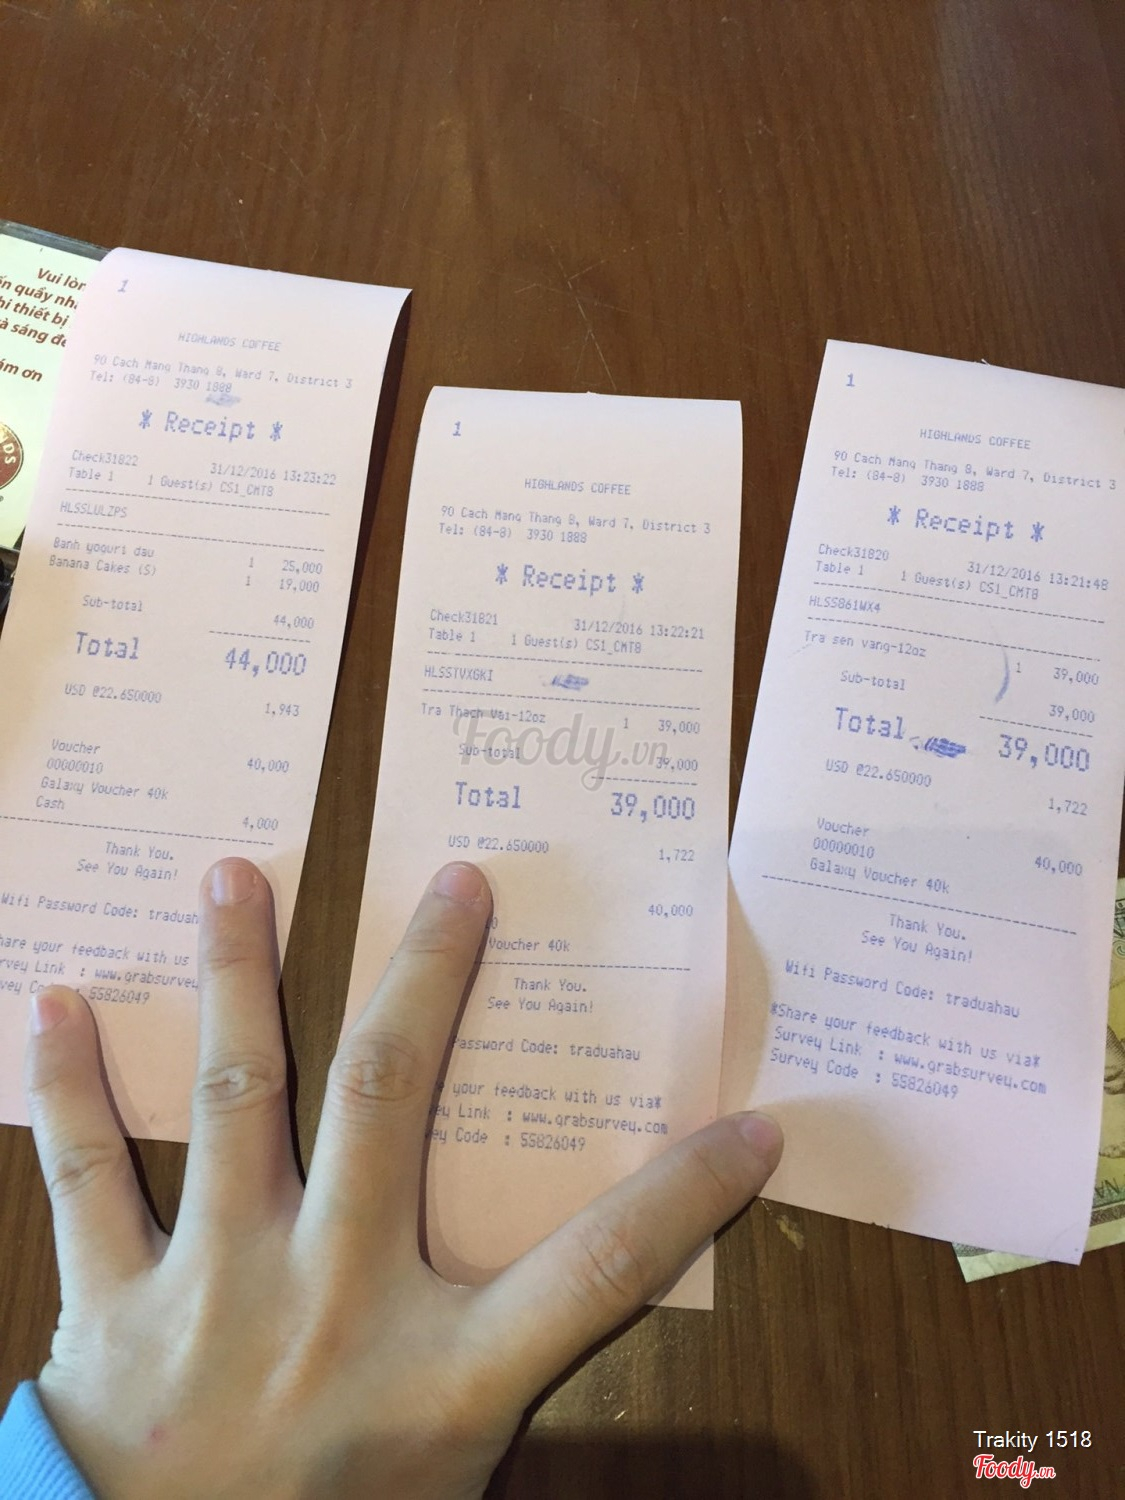 Vui lòn
n quầy nh
hi thiết bị
à sáng đè
ám ơn
1
HIGHLANDS COFFEE
90 Cach Mang Thang 8, Ward 7, District 3
Tel: (84-8) 3930 1888
* Receipt *
Check31822 31/12/2016 13:23:22
Table 1 1 Guest(s) CS1_CMT8
HLSSLULZPS
Banh yogurt dau 1 25,000
Banana Cakes (S) 1 19,000
Sub-total 44,000
Total 44,000
USD @22.650000 1,943
Voucher 40,000
00000010
Galaxy Voucher 40k
Cash 4,000
Thank You.
See You Again!
Wifi Password Code: traduah
hare your feedback with us
rvey Link : www.grabsurvey
vey Co : 55826049
1
HIGHLANDS COFFEE
90 Cach Mang Thang 8, Ward 7, District 3
Tel: (84-8) 3930 1888
* Receipt *
Check31821 31/12/2016 13:22:21
Table 1 1 Guest(s) CS1_CMT8
HLSSTVXGKI
Tra Thach Vai-12oz 1 39,000
Sub-total 39,000
Total 39,000
USD @22.650000 1,722
40,000
Voucher 40k
Thank You.
See You Again!
Password Code: traduahau
e your feedback with us via*
ey Link : www.grabsurvey.com
ey Code : 55826049
1
HIGHLANDS COFFEE
90 Cach Mang Thang 8, Ward 7, District 3
Tel: (84-8) 3930 1888
* Receipt *
Check31820 31/12/2016 13:21:48
Table 1 1 Guest(s) CS1_CMT8
HLSS861WX4
Tra sen vang-12oz 1 39,000
Sub-total 39,000
Total 39,000
USD @22.650000 1,722
Voucher 40,000
00000010
Galaxy Voucher 40k
Thank You.
See You Again!
Wifi Password Code: traduahau
*Share your feedback with us via*
Survey Link : www.grabsurvey.com
Survey Code : 55826049
Foody.vn
Trakity 1518
Foody.vn